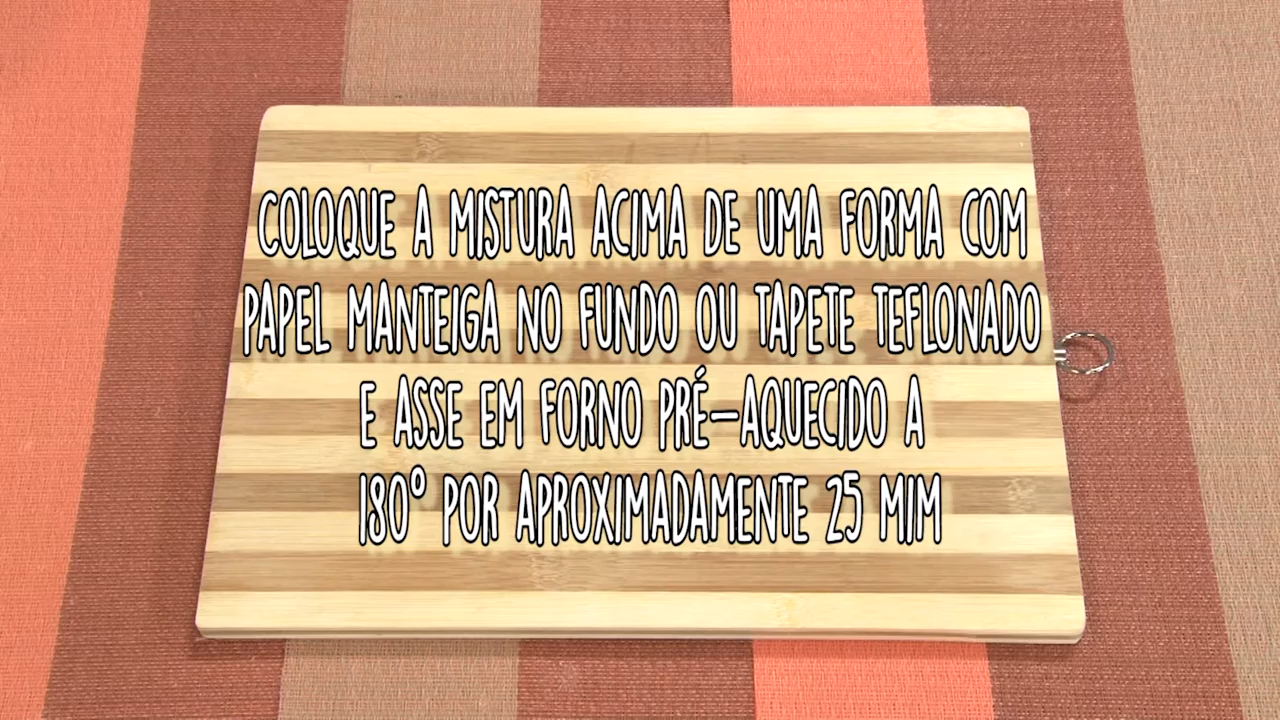 COLOQUE A MISTURA ACIMA DE UMA FORMA COM
PAPEL MANTEIGA NO FUNDO OU TAPETE TEFLONADO
E ASSE EM FORNO PRÉ-AQUECIDO A
180° POR APROXIMADAMENTE 25 MIM